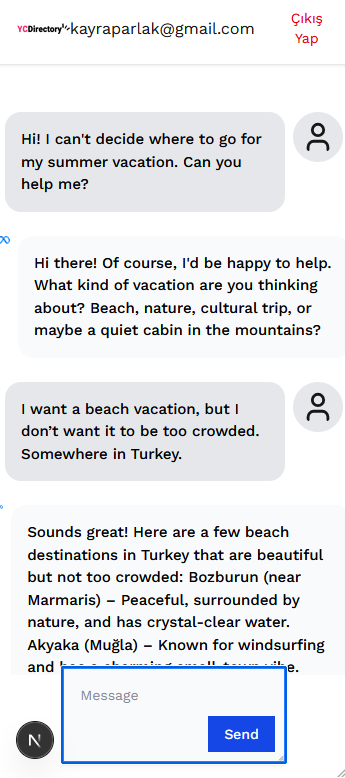 YCDirectory
kayraparlak@gmail.com
Çıkış
Yap
Hi! I can't decide where to go for
my summer vacation. Can you
help me?
Hi there! Of course, I'd be happy to help.
What kind of vacation are you thinking
about? Beach, nature, cultural trip, or
maybe a quiet cabin in the mountains?
I want a beach vacation, but I
don’t want it to be too crowded.
Somewhere in Turkey.
Sounds great! Here are a few beach
destinations in Turkey that are beautiful
but not too crowded: Bozburun (near
Marmaris) – Peaceful, surrounded by
nature, and has crystal-clear water.
Akyaka (Muğla) – Known for windsurfing
and has a charming small-town vibe.
Message
Send
N